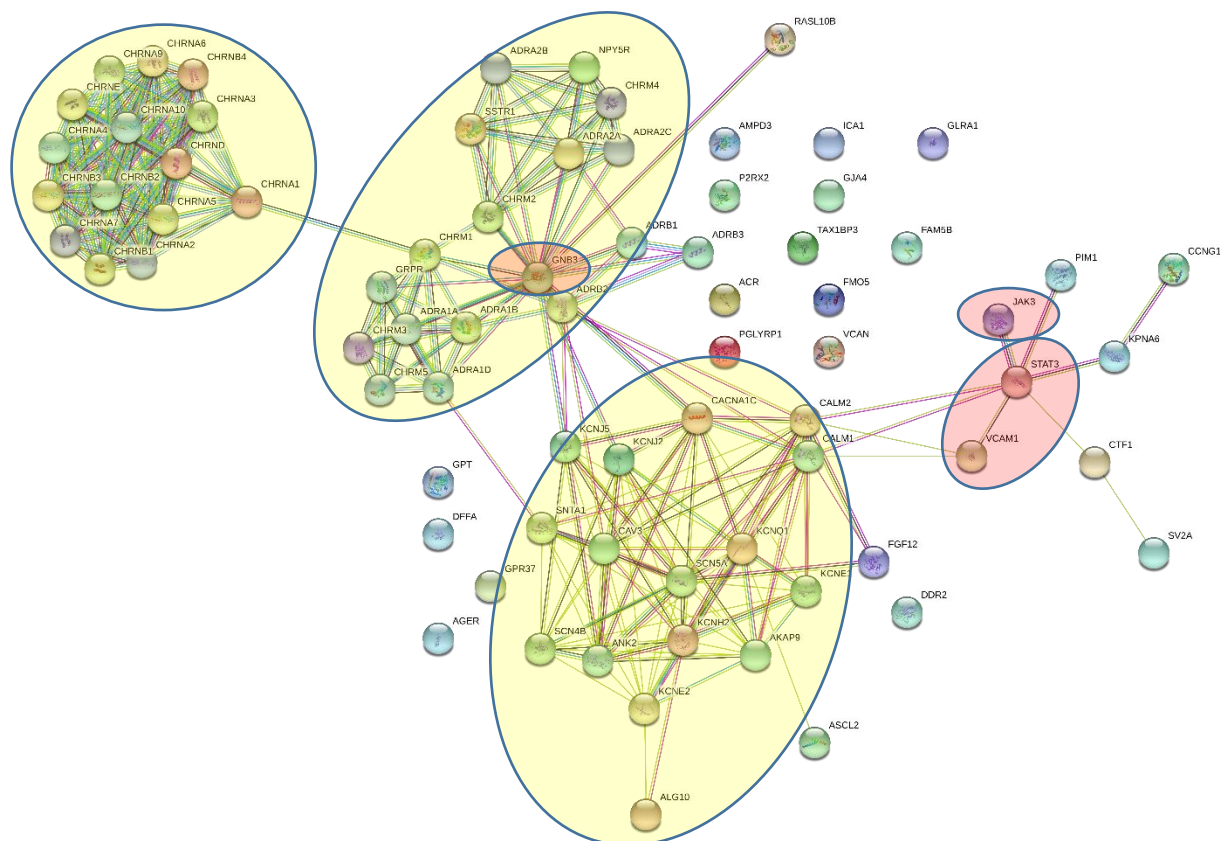 RASL10B
CHRNA6
CHRNA9
CHRNB4
CHRNE
CHRNA3
CHRNA10
CHRNA4
CHRND
CHRNB3
CHRNB2
CHRNA1
CHRNA5
CHRNA7
CHRNA2
CHRNB1
ADRA2B
NPY5R
CHRM4
SSTR1
ADRA2A
ADRA2C
CHRM2
CHRM1
GNB3
ADRB1
ADRB3
GRPR
ADRB2
ADRA1A
ADRA1B
CHRM3
CHRM5
ADRA1D
AMPD3
ICA1
GLRA1
P2RX2
GJA4
TAX1BP3
FAM5B
ACR
FMO5
PGLYRP1
VCAN
PIM1
CCNG1
JAK3
KPNA6
STAT3
VCAM1
CTF1
SV2A
CACNA1C
CALM2
KCNJ5
KCNJ2
CALM1
GPT
SNTA1
CAV3
KCNQ1
DFFA
SCN5A
FGF12
GPR37
KCNE1
DDR2
AGER
SCN4B
ANK2
KCNH2
AKAP9
KCNE2
ASCL2
ALG10